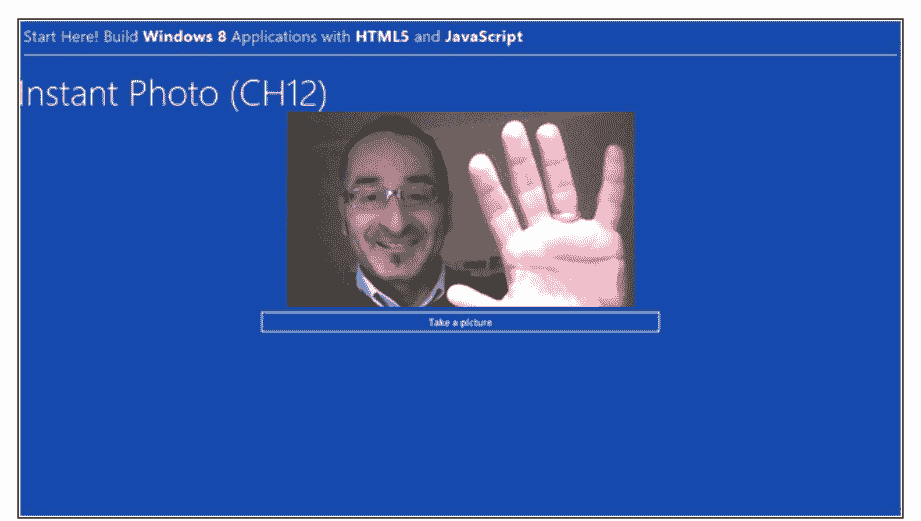 Start Here! Build Windows 8 Applications with HTML5 and JavaScript
Instant Photo (CH12)
Take a picture